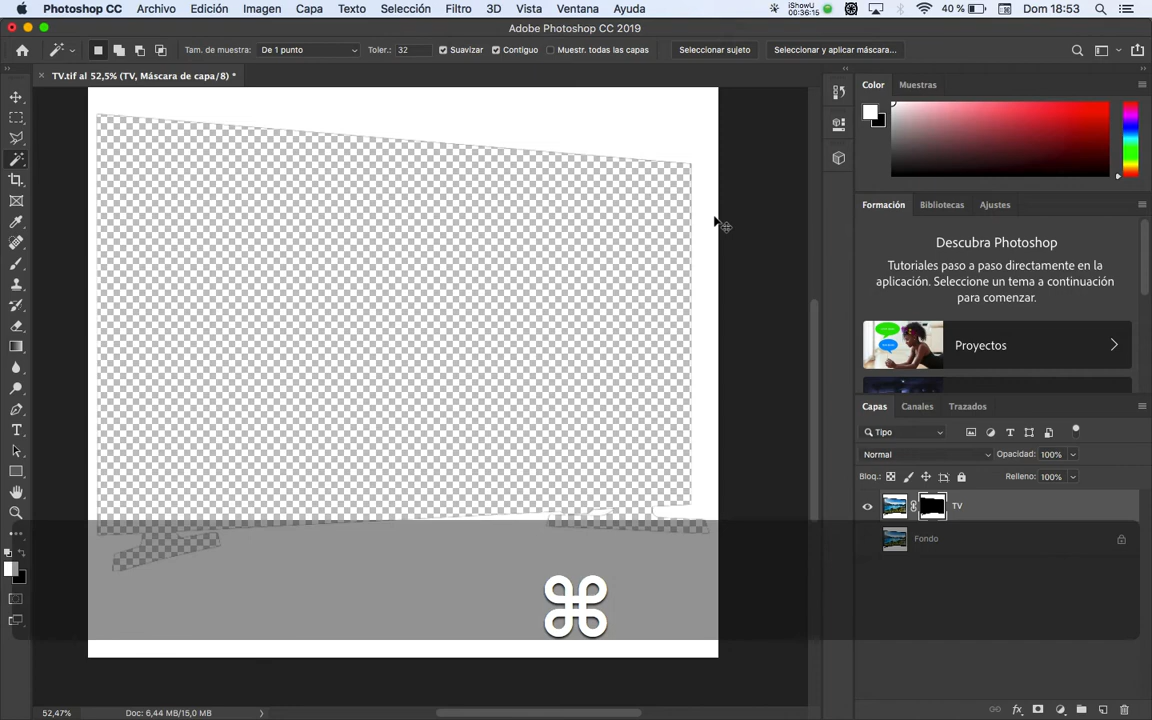 Photoshop CC Archivo Edición Imagen Capa Texto Selección Filtro 3D Vista Ventana Ayuda iShowU 00:36:15 40 % Dom 18:53
Adobe Photoshop CC 2019
Tam. de muestra: De 1 punto Toler.: 32 Suavizar Contiguo Muestr. todas las capas Seleccionar sujeto Seleccionar y aplicar máscara...
TV.tif al 52,5% (TV, Máscara de capa/8) *
Color Muestras
Formación Bibliotecas Ajustes
Descubra Photoshop
Tutoriales paso a paso directamente en la
aplicación. Seleccione un tema a continuación
para comenzar.
Proyectos
Capas Canales Trazados
Tipo
Normal Opacidad: 100%
Bloq.: Relleno: 100%
TV
Fondo
⌘
52,47% Doc: 6,44 MB/15,0 MB